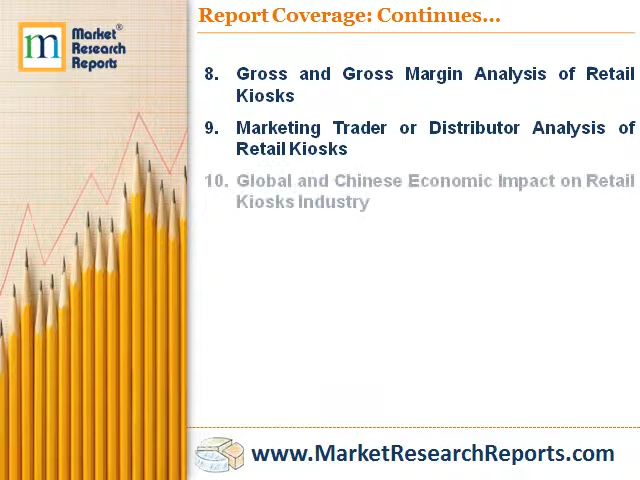 Report Coverage: Continues...
m
Market®
Research
Reports
8. Gross and Gross Margin Analysis of Retail
Kiosks
9. Marketing Trader or Distributor Analysis of
Retail Kiosks
10. Global and Chinese Economic Impact on Retail
Kiosks Industry
www.MarketResearchReports.com